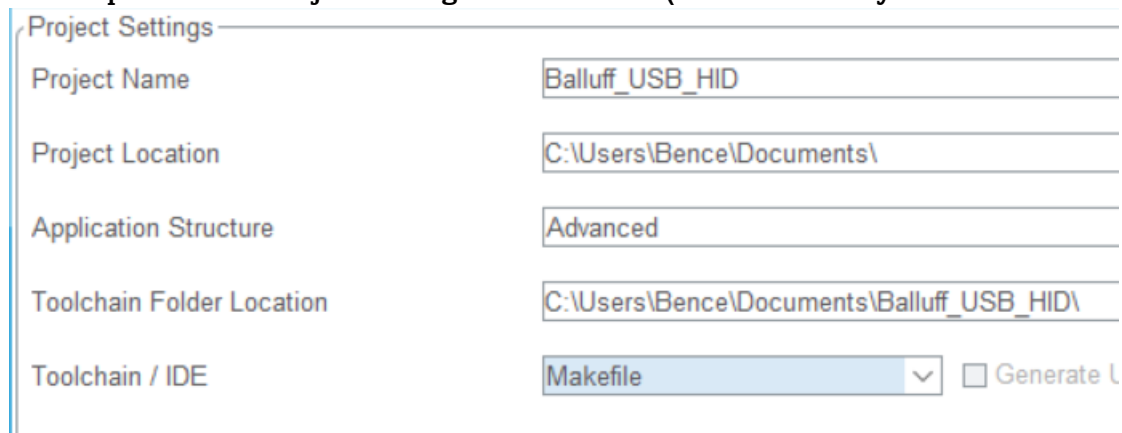 Project Settings
Project Name Balluff_USB_HID
Project Location C:\Users\Bence\Documents\
Application Structure Advanced
Toolchain Folder Location C:\Users\Bence\Documents\Balluff_USB_HID\
Toolchain / IDE Makefile Generate